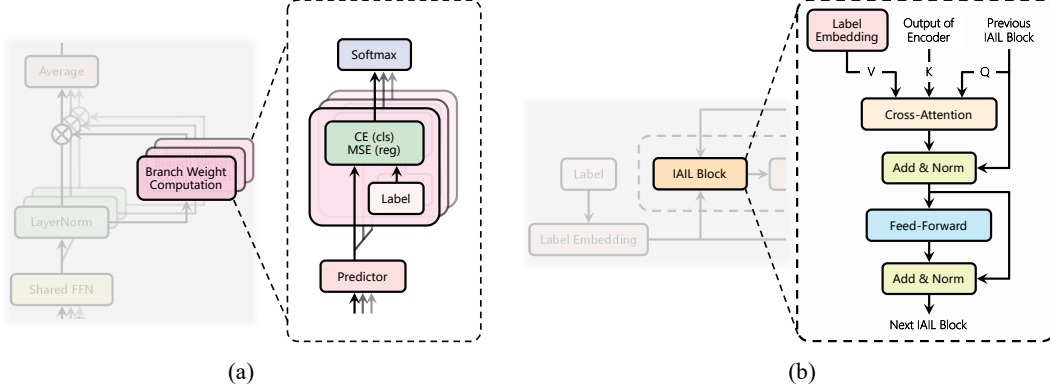 Average
Branch Weight
Computation
LayerNorm
Shared FFN
Softmax
CE (cls)
MSE (reg)
Label
Predictor
(a)
Label
Label Embedding
IAIL Block
Label
Embedding
Output of
Encoder
Previous
IAIL Block
V
K
Q
Cross-Attention
Add & Norm
Feed-Forward
Add & Norm
Next IAIL Block
(b)